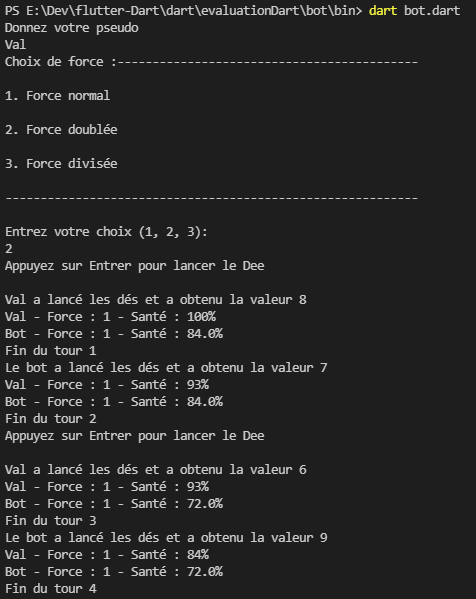 PS E:\Dev\flutter-Dart\dart\evaluationDart\bot\bin> dart bot.dart
Donnez votre pseudo
Val
Choix de force :------------------------------------------
1. Force normal
2. Force doublée
3. Force divisée
----------------------------------------------------------
Entrez votre choix (1, 2, 3):
2
Appuyez sur Entrer pour lancer le Dee
Val a lancé les dés et a obtenu la valeur 8
Val - Force : 1 - Santé : 100%
Bot - Force : 1 - Santé : 84.0%
Fin du tour 1
Le bot a lancé les dés et a obtenu la valeur 7
Val - Force : 1 - Santé : 93%
Bot - Force : 1 - Santé : 84.0%
Fin du tour 2
Appuyez sur Entrer pour lancer le Dee
Val a lancé les dés et a obtenu la valeur 6
Val - Force : 1 - Santé : 93%
Bot - Force : 1 - Santé : 72.0%
Fin du tour 3
Le bot a lancé les dés et a obtenu la valeur 9
Val - Force : 1 - Santé : 84%
Bot - Force : 1 - Santé : 72.0%
Fin du tour 4